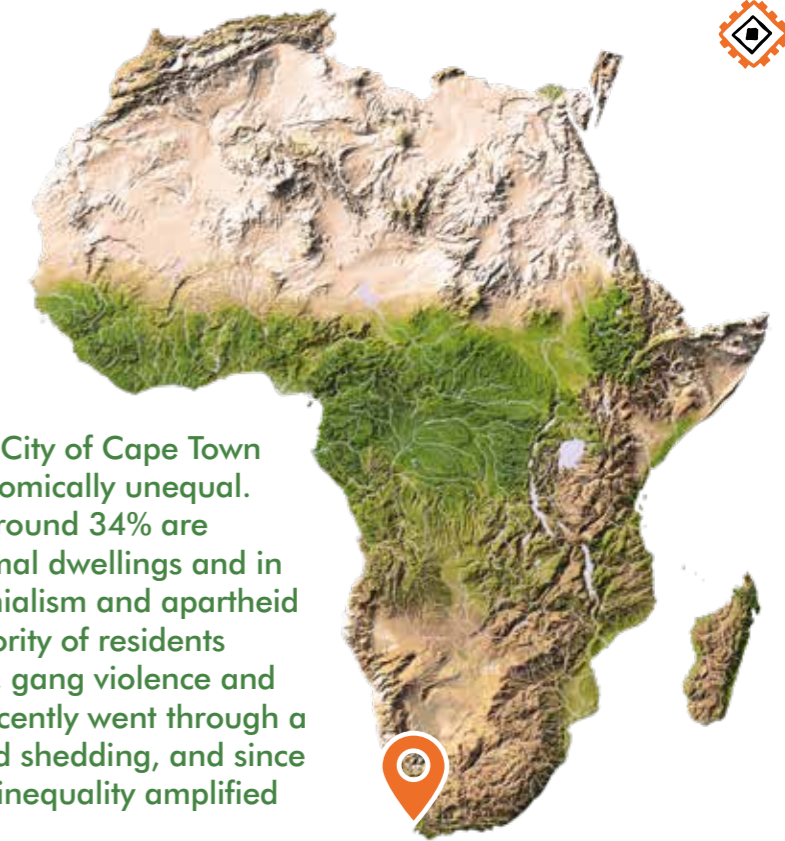 City of Cape Town
omically unequal.
round 34% are
mal dwellings and in
nialism and apartheid
ority of residents
gang violence and
cently went through a
d shedding, and since
inequality amplified